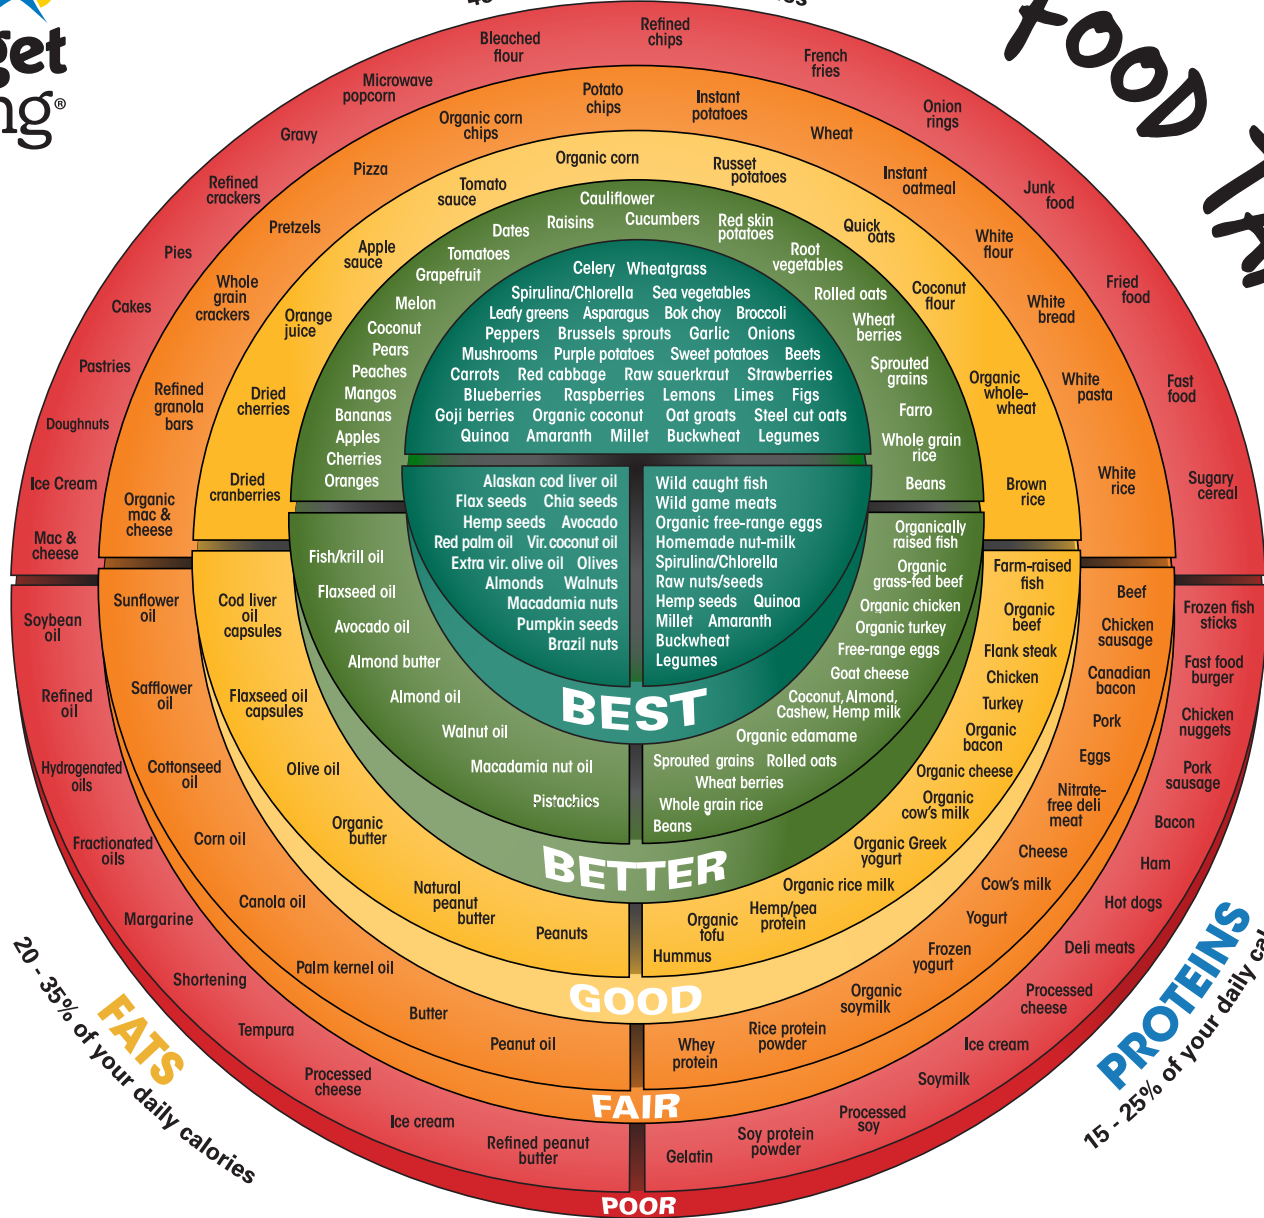 get
ng®
FOOD TA
Refined
chips
Bleached
flour
French
fries
Microwave
popcorn
Onion
rings
Gravy
Junk
food
Refined
crackers
Fried
food
Pies
Cakes
Fast
food
Pastries
Doughnuts
Sugary
cereal
Ice Cream
Mac &
cheese
Potato
chips
Instant
potatoes
Organic corn
chips
Wheat
Pizza
Instant
oatmeal
Pretzels
White
flour
Whole
grain
crackers
White
bread
Refined
granola
bars
White
pasta
Organic
mac &
cheese
White
rice
Organic corn
Russet
potatoes
Tomato
sauce
Quick
oats
Apple
sauce
Coconut
flour
Orange
juice
Organic
whole-
wheat
Dried
cherries
Brown
rice
Dried
cranberries
Cauliflower
Raisins
Cucumbers
Red skin
potatoes
Dates
Root
vegetables
Tomatoes
Grapefruit
Rolled oats
Melon
Wheat
berries
Coconut
Pears
Sprouted
grains
Peaches
Mangos
Farro
Bananas
Apples
Whole grain
rice
Cherries
Oranges
Beans
Celery Wheatgrass
Spirulina/Chlorella Sea vegetables
Leafy greens Asparagus Bok choy Broccoli
Peppers Brussels sprouts Garlic Onions
Mushrooms Purple potatoes Sweet potatoes Beets
Carrots Red cabbage Raw sauerkraut Strawberries
Blueberries Raspberries Lemons Limes Figs
Goji berries Organic coconut Oat groats Steel cut oats
Quinoa Amaranth Millet Buckwheat Legumes
Alaskan cod liver oil
Flax seeds Chia seeds
Hemp seeds Avocado
Red palm oil Vir. coconut oil
Extra vir. olive oil Olives
Almonds Walnuts
Macadamia nuts
Pumpkin seeds
Brazil nuts
Wild caught fish
Wild game meats
Organic free-range eggs
Homemade nut-milk
Spirulina/Chlorella
Raw nuts/seeds
Hemp seeds Quinoa
Millet Amaranth
Buckwheat
Legumes
BEST
Fish/krill oil
Flaxseed oil
Avocado oil
Almond butter
Almond oil
Walnut oil
Macadamia nut oil
Pistachics
Organically
raised fish
Organic
grass-fed beef
Organic chicken
Organic turkey
Free-range eggs
Goat cheese
Coconut, Almond,
Cashew, Hemp milk
Organic edamame
Sprouted grains Rolled oats
Wheat berries
Whole grain rice
Beans
BETTER
Cod liver
oil
capsules
Flaxseed oil
capsules
Olive oil
Organic
butter
Natural
peanut
butter
Peanuts
Farm-raised
fish
Organic
beef
Flank steak
Chicken
Turkey
Organic
bacon
Organic cheese
Organic
cow's milk
Organic Greek
yogurt
Organic rice milk
Hemp/pea
protein
Organic
tofu
Hummus
GOOD
Sunflower
oil
Safflower
oil
Cottonseed
oil
Corn oil
Canola oil
Palm kernel oil
Butter
Peanut oil
Beef
Chicken
sausage
Canadian
bacon
Pork
Eggs
Nitrate-
free deli
meat
Cheese
Cow's milk
Yogurt
Frozen
yogurt
Organic
soymilk
Rice protein
powder
Whey
protein
FAIR
Soybean
oil
Refined
oil
Hydrogenated
oils
Fractionated
oils
Margarine
Shortening
Tempura
Processed
cheese
Ice cream
Refined peanut
butter
Frozen fish
sticks
Fast food
burger
Chicken
nuggets
Pork
sausage
Bacon
Ham
Hot dogs
Deli meats
Processed
cheese
Ice cream
Soymilk
Processed
soy
Soy protein
powder
Gelatin
POOR
FATS
20 - 35% of your daily calories
PROTEINS
15 - 25% of your daily cal